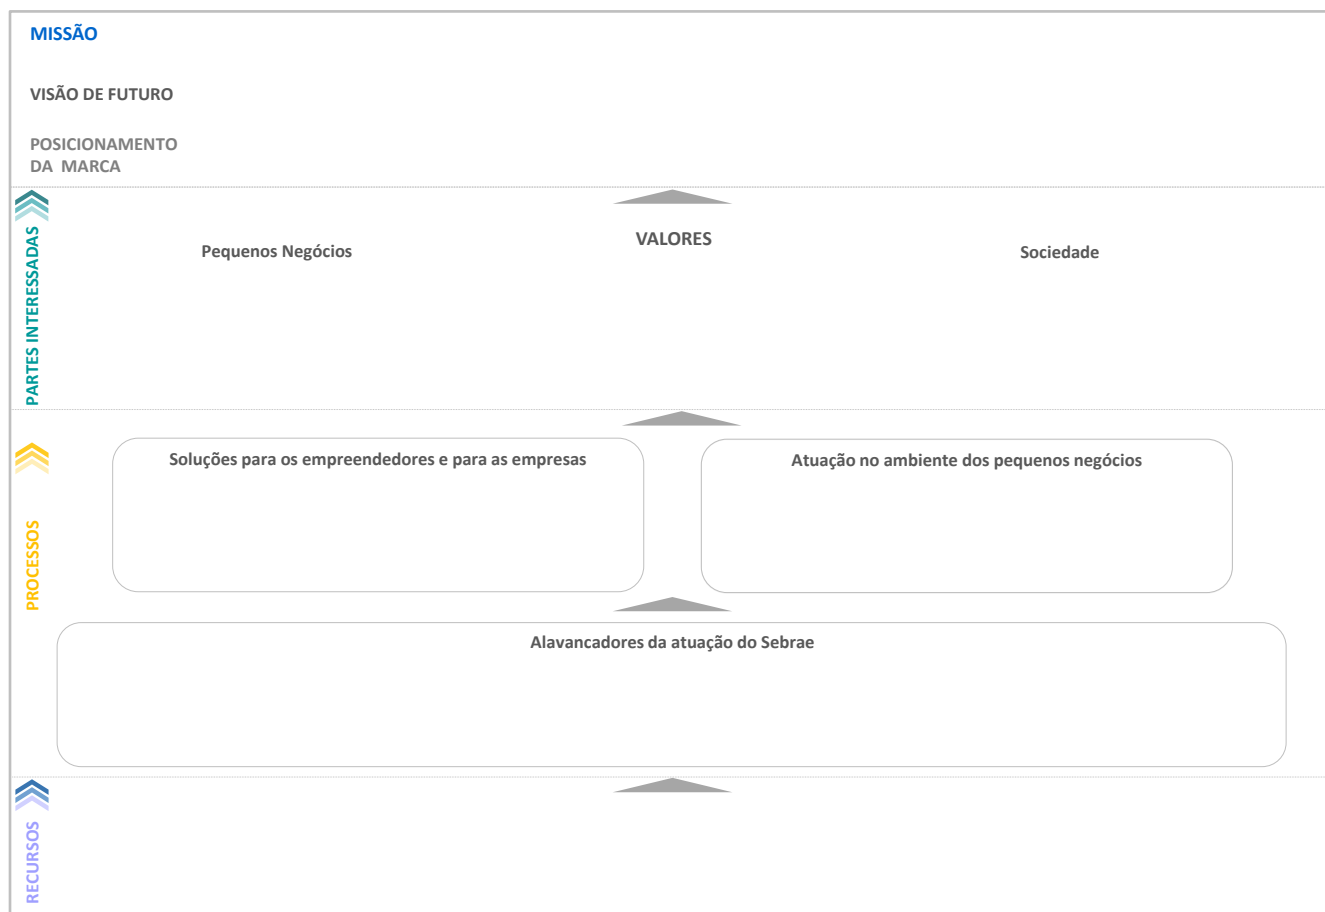 MISSÃO
VISÃO DE FUTURO
POSICIONAMENTO
DA MARCA
PARTES INTERESSADAS
Pequenos Negócios
VALORES
Sociedade
PROCESSOS
Soluções para os empreendedores e para as empresas
Atuação no ambiente dos pequenos negócios
Alavancadores da atuação do Sebrae
RECURSOS